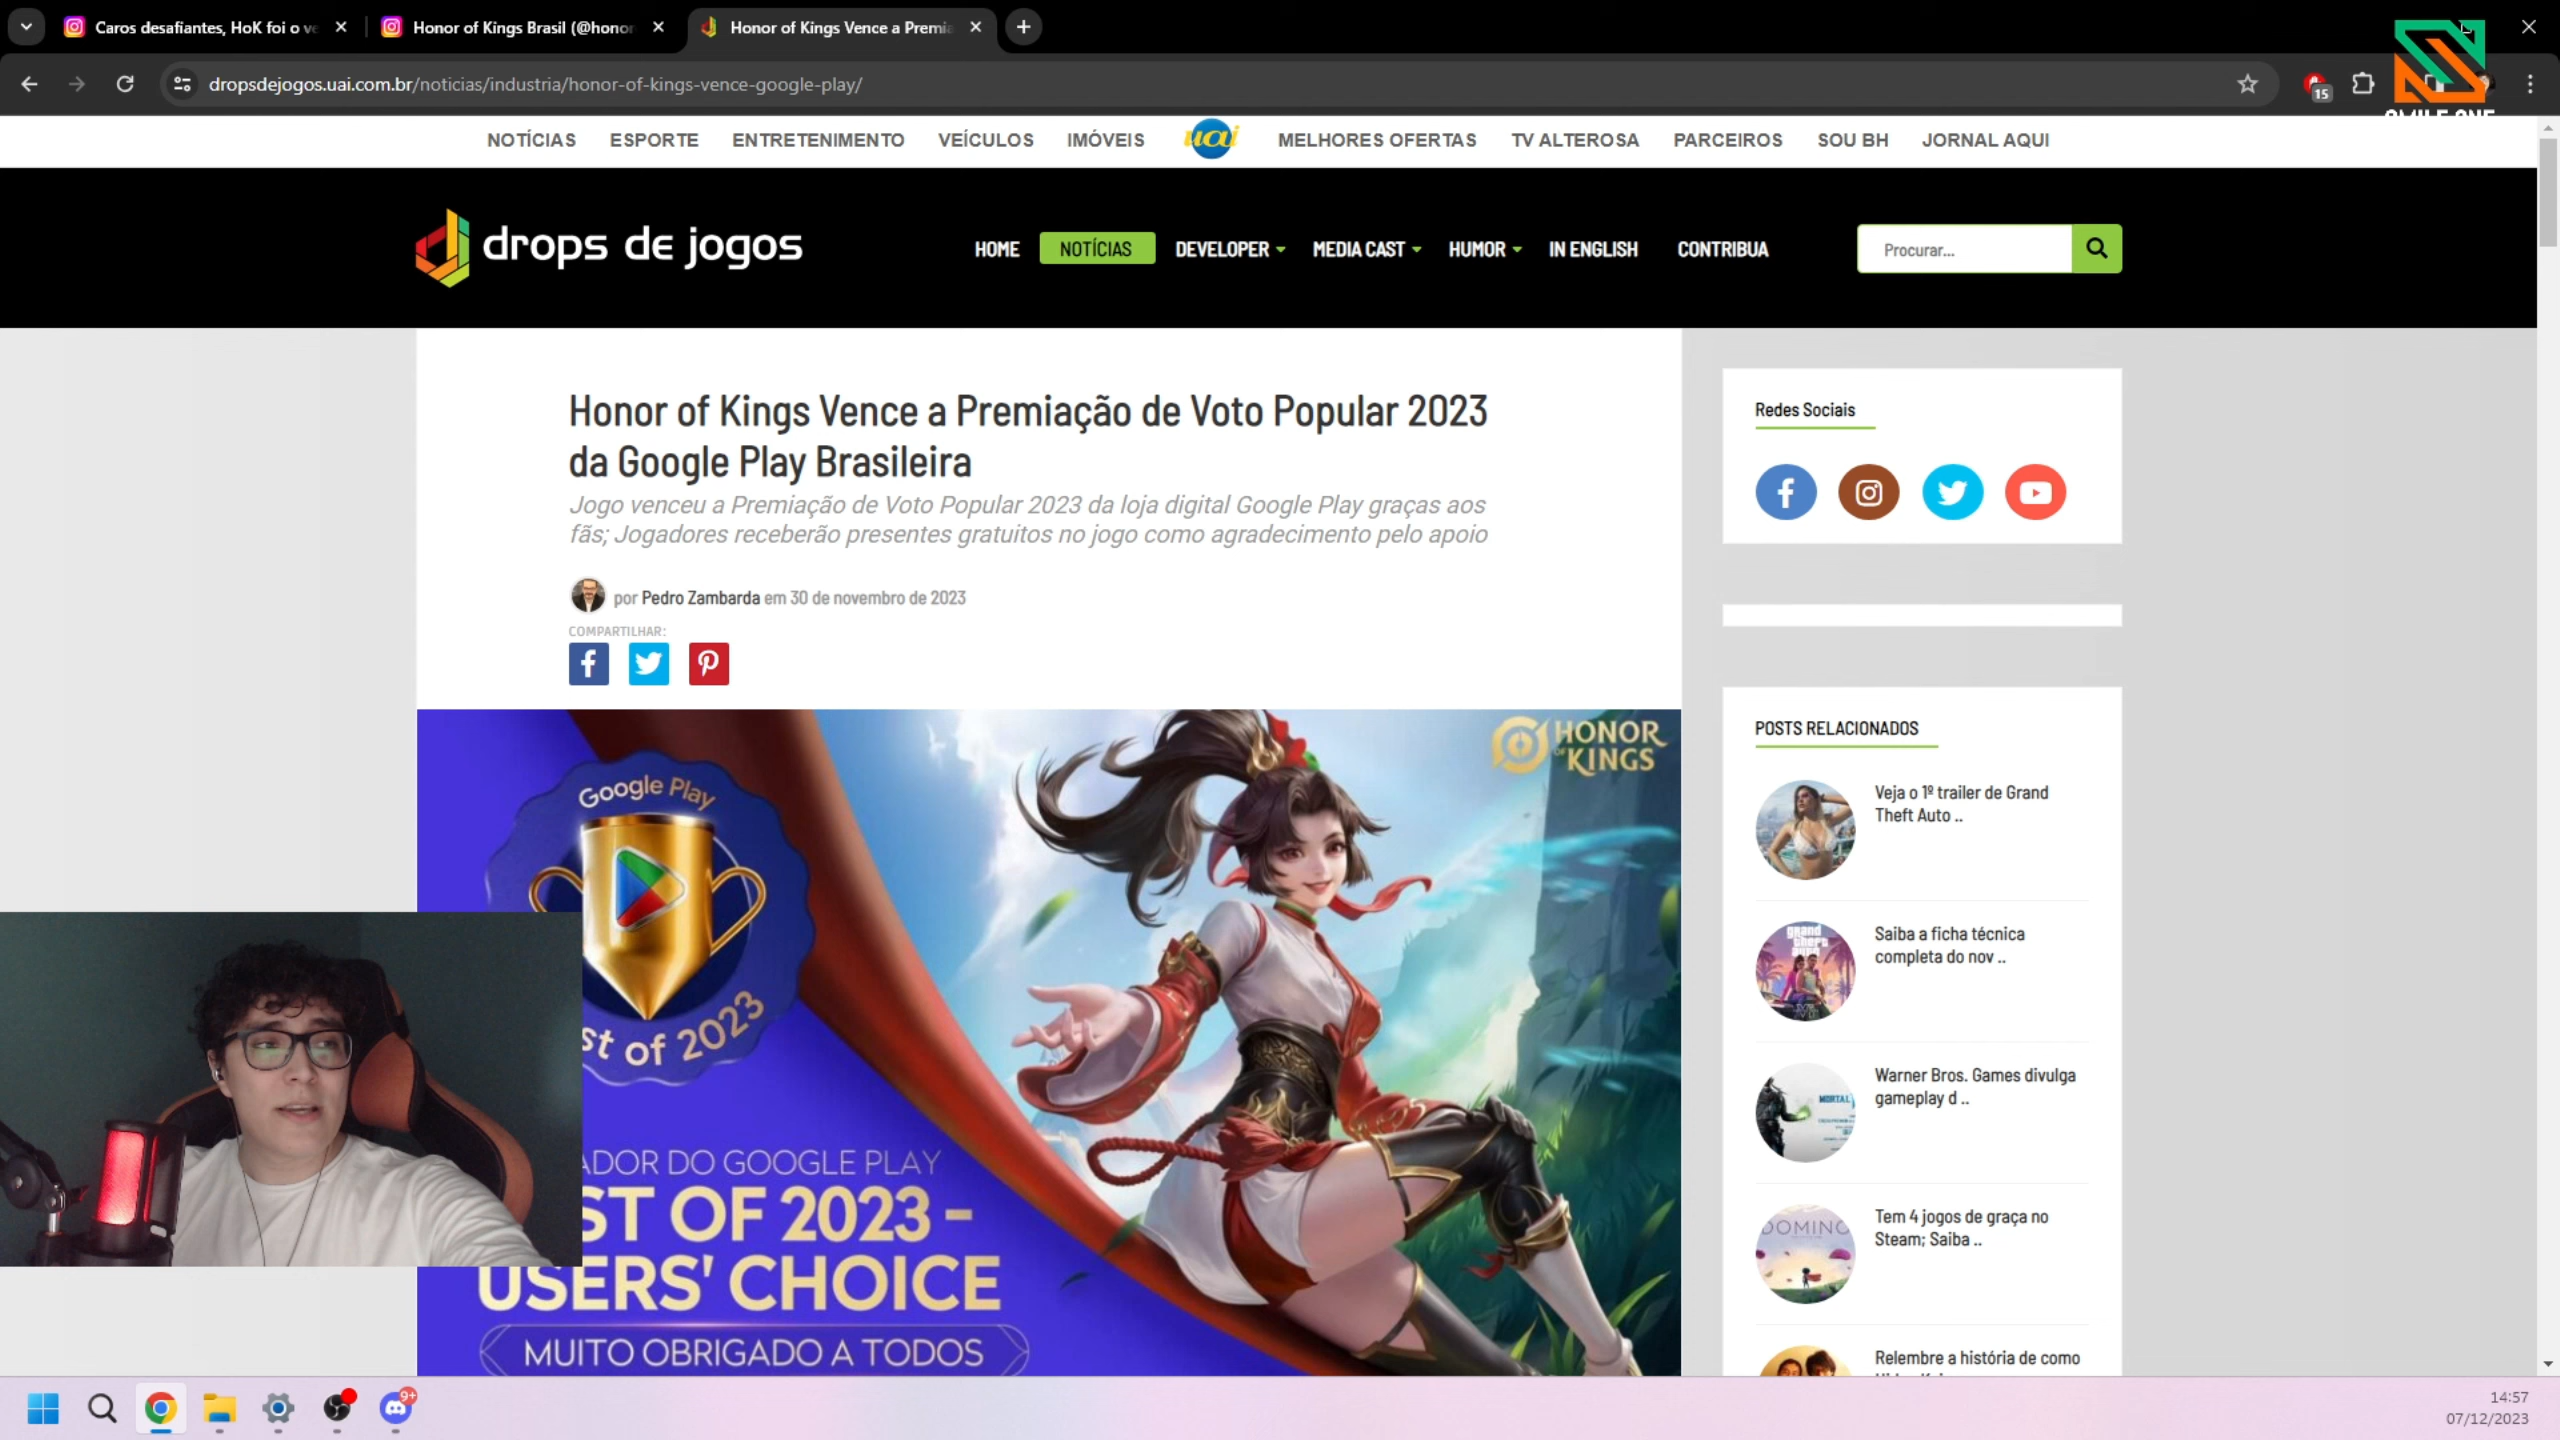 Caros desafiantes, HoK foi o ve
Honor of Kings Brasil (@honor
Honor of Kings Vence a Premia
dropsdejogos.uai.com.br/noticias/industria/honor-of-kings-vence-google-play/
15
NOTÍCIAS
ESPORTE
ENTRETENIMENTO
VEÍCULOS
IMÓVEIS
uai
MELHORES OFERTAS
TV ALTEROSA
PARCEIROS
SOU BH
JORNAL AQUI
drops de jogos
HOME
NOTÍCIAS
DEVELOPER
MEDIA CAST
HUMOR
IN ENGLISH
CONTRIBUA
Procurar...
Honor of Kings Vence a Premiação de Voto Popular 2023
da Google Play Brasileira
Jogo venceu a Premiação de Voto Popular 2023 da loja digital Google Play graças aos
fãs; Jogadores receberão presentes gratuitos no jogo como agradecimento pelo apoio
por Pedro Zambarda em 30 de novembro de 2023
COMPARTILHAR:
HONOR
OF KINGS
Google Play
st of 2023
ADOR DO GOOGLE PLAY
ST OF 2023 -
USERS' CHOICE
MUITO OBRIGADO A TODOS
Redes Sociais
POSTS RELACIONADOS
Veja o 1º trailer de Grand
Theft Auto ..
grand
theft
auto
Saiba a ficha técnica
completa do nov ..
MORTAL
Warner Bros. Games divulga
gameplay d ..
DOMINO
Tem 4 jogos de graça no
Steam; Saiba ..
Relembre a história de como
9+
14:57
07/12/2023